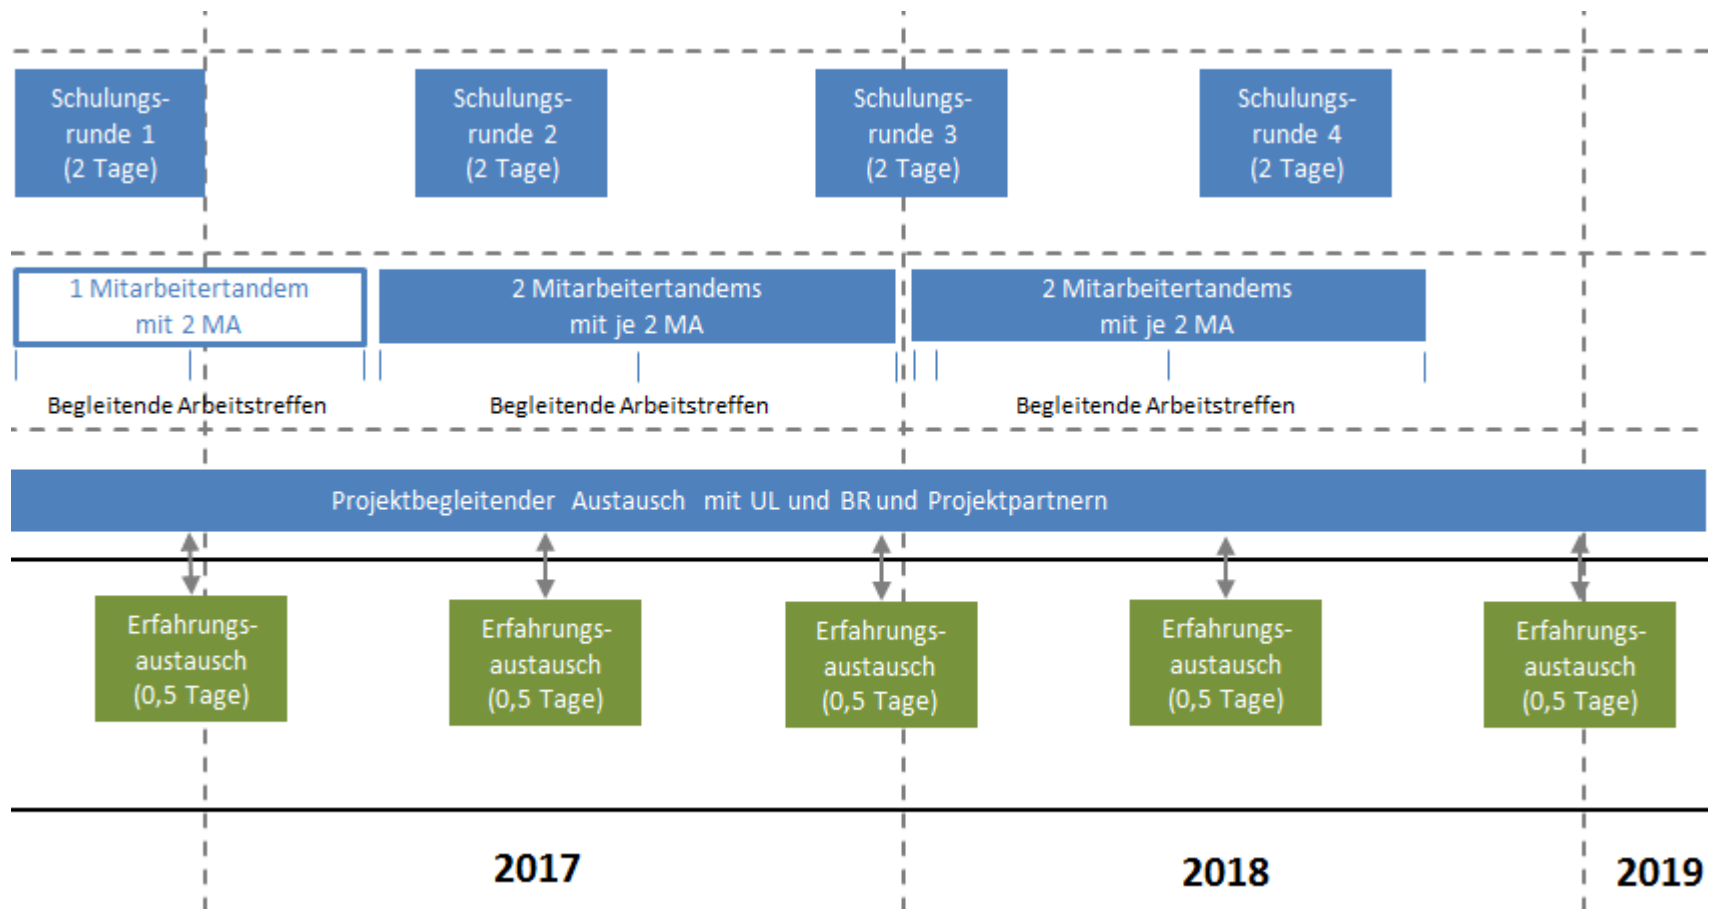 Schulungs-
runde 1
(2 Tage)
Schulungs-
runde 2
(2 Tage)
Schulungs-
runde 3
(2 Tage)
Schulungs-
runde 4
(2 Tage)
1 Mitarbeitertandem
mit 2 MA
2 Mitarbeitertandems
mit je 2 MA
2 Mitarbeitertandems
mit je 2 MA
Begleitende Arbeitstreffen
Begleitende Arbeitstreffen
Begleitende Arbeitstreffen
Projektbegleitender Austausch mit UL und BR und Projektpartnern
Erfahrungs-
austausch
(0,5 Tage)
Erfahrungs-
austausch
(0,5 Tage)
Erfahrungs-
austausch
(0,5 Tage)
Erfahrungs-
austausch
(0,5 Tage)
Erfahrungs-
austausch
(0,5 Tage)
2017
2018
2019